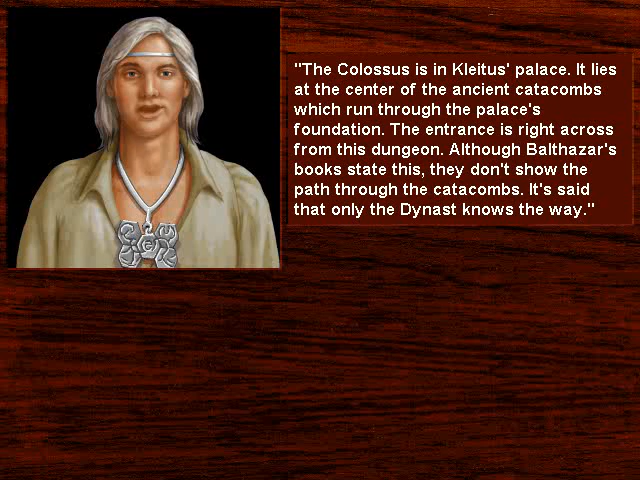 "The Colossus is in Kleitus' palace. It lies
at the center of the ancient catacombs
which run through the palace's
foundation. The entrance is right across
from this dungeon. Although Balthazar's
books state this, they don't show the
path through the catacombs. It's said
that only the Dynast knows the way."